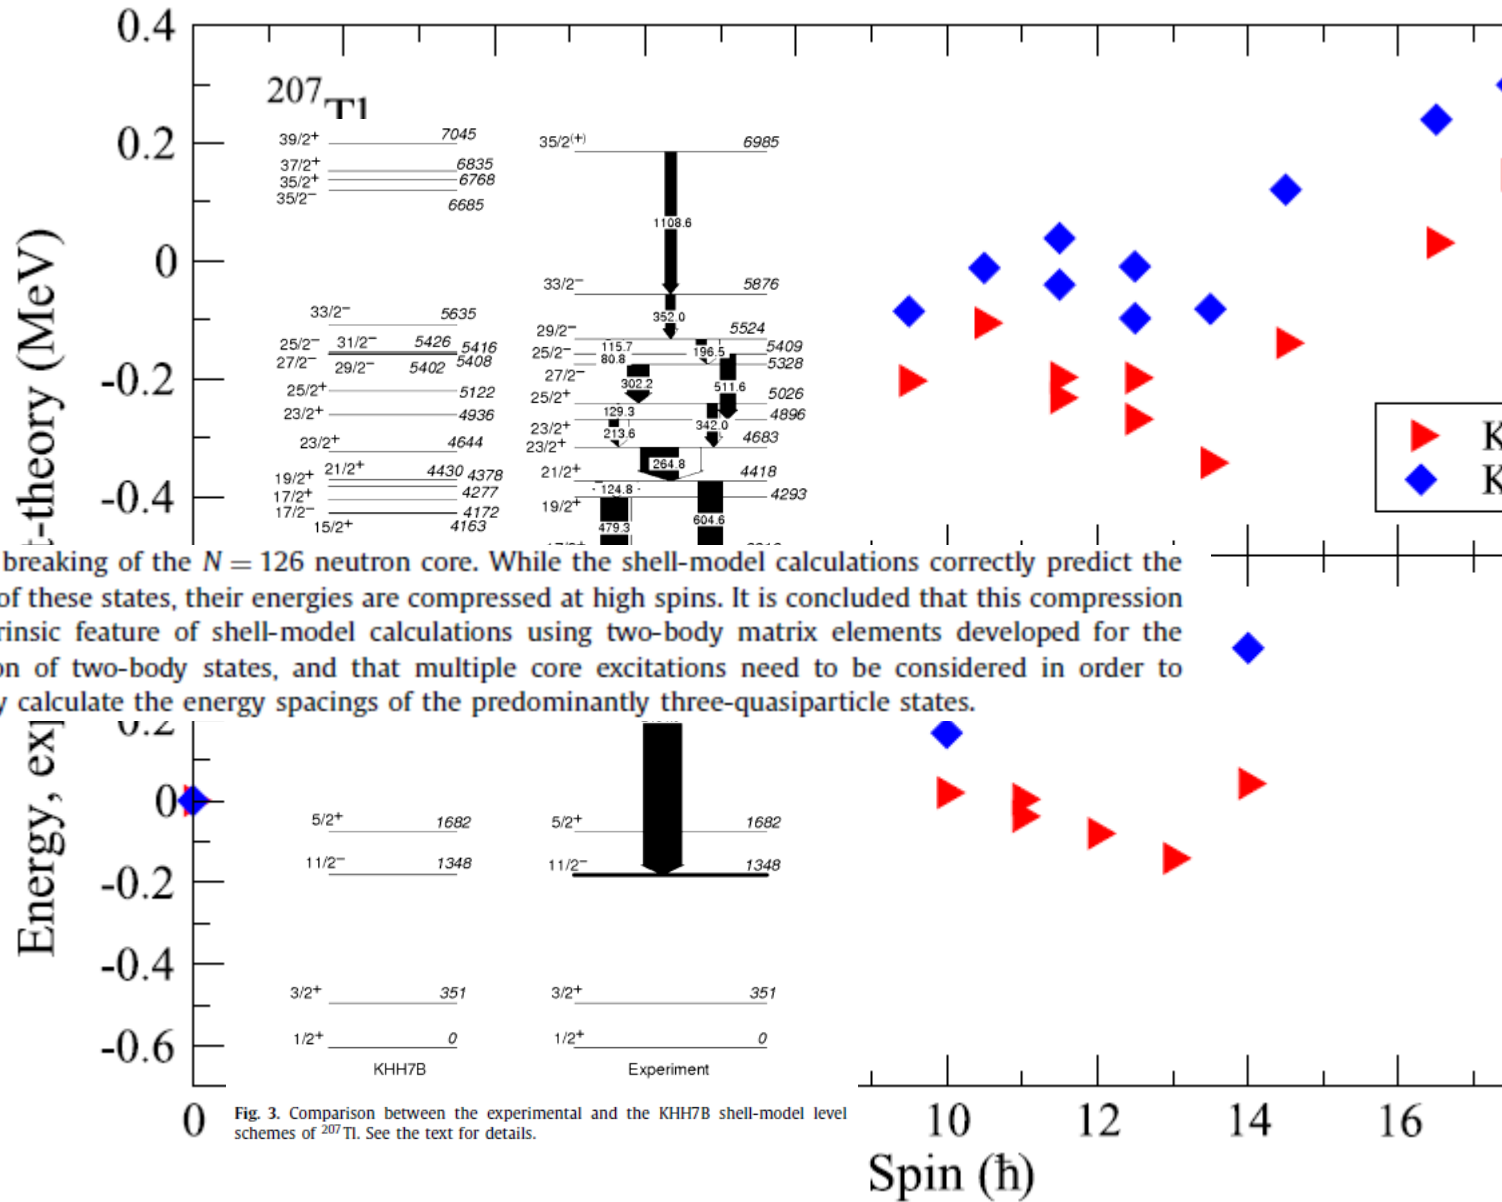 0.4
0.2
0
-0.2
-0.4
207Tl
39/2+ 7045
37/2+ 6835
35/2+ 6768
35/2− 6685
33/2− 5635
25/2− 31/2− 5426 5416
27/2− 29/2− 5402 5408
25/2+ 5122
23/2+ 4936
23/2+ 4644
19/2+ 21/2+ 4430 4378
17/2+ 4277
17/2− 4172
15/2+ 4163
35/2(+) 6985
1108.6
33/2− 5876
352.0
29/2− 5524
115.7 196.5 5409
25/2− 80.8 5328
27/2− 302.2 511.6
25/2+ 5026
129.3 4896
23/2+ 213.6 342.0
23/2+ 4683
264.8
21/2+ 4418
124.8 4293
19/2+
479.3 604.6
K
K
-theory (MeV)
breaking of the N = 126 neutron core. While the shell-model calculations correctly predict the
of these states, their energies are compressed at high spins. It is concluded that this compression
rinsic feature of shell-model calculations using two-body matrix elements developed for the
on of two-body states, and that multiple core excitations need to be considered in order to
y calculate the energy spacings of the predominantly three-quasiparticle states.
Energy, exp
0.2
0
-0.2
-0.4
-0.6
5/2+ 1682
11/2− 1348
3/2+ 351
1/2+ 0
KHH7B
5/2+ 1682
11/2− 1348
3/2+ 351
1/2+ 0
Experiment
Fig. 3. Comparison between the experimental and the KHH7B shell-model level
schemes of 207Tl. See the text for details.
0 10 12 14 16
Spin (ħ)